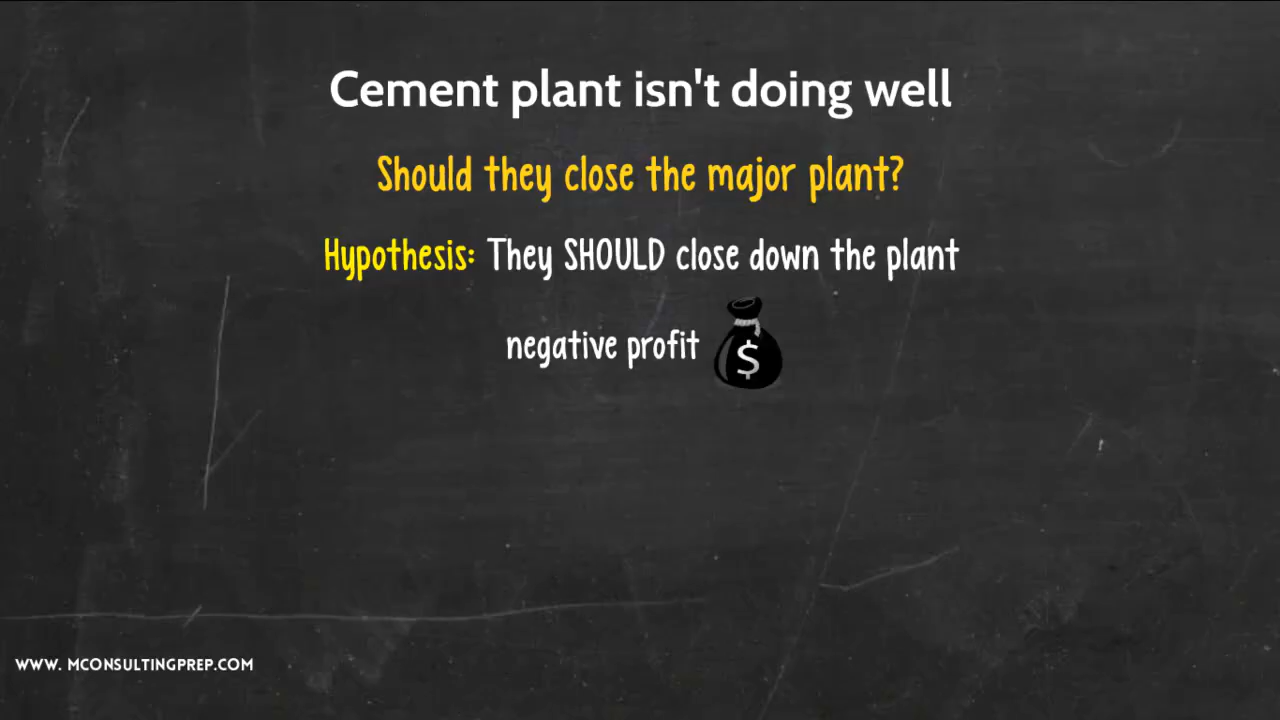 Cement plant isn't doing well
Should they close the major plant?
Hypothesis: They SHOULD close down the plant
negative profit
$
WWW. MCONSULTINGPREP.COM